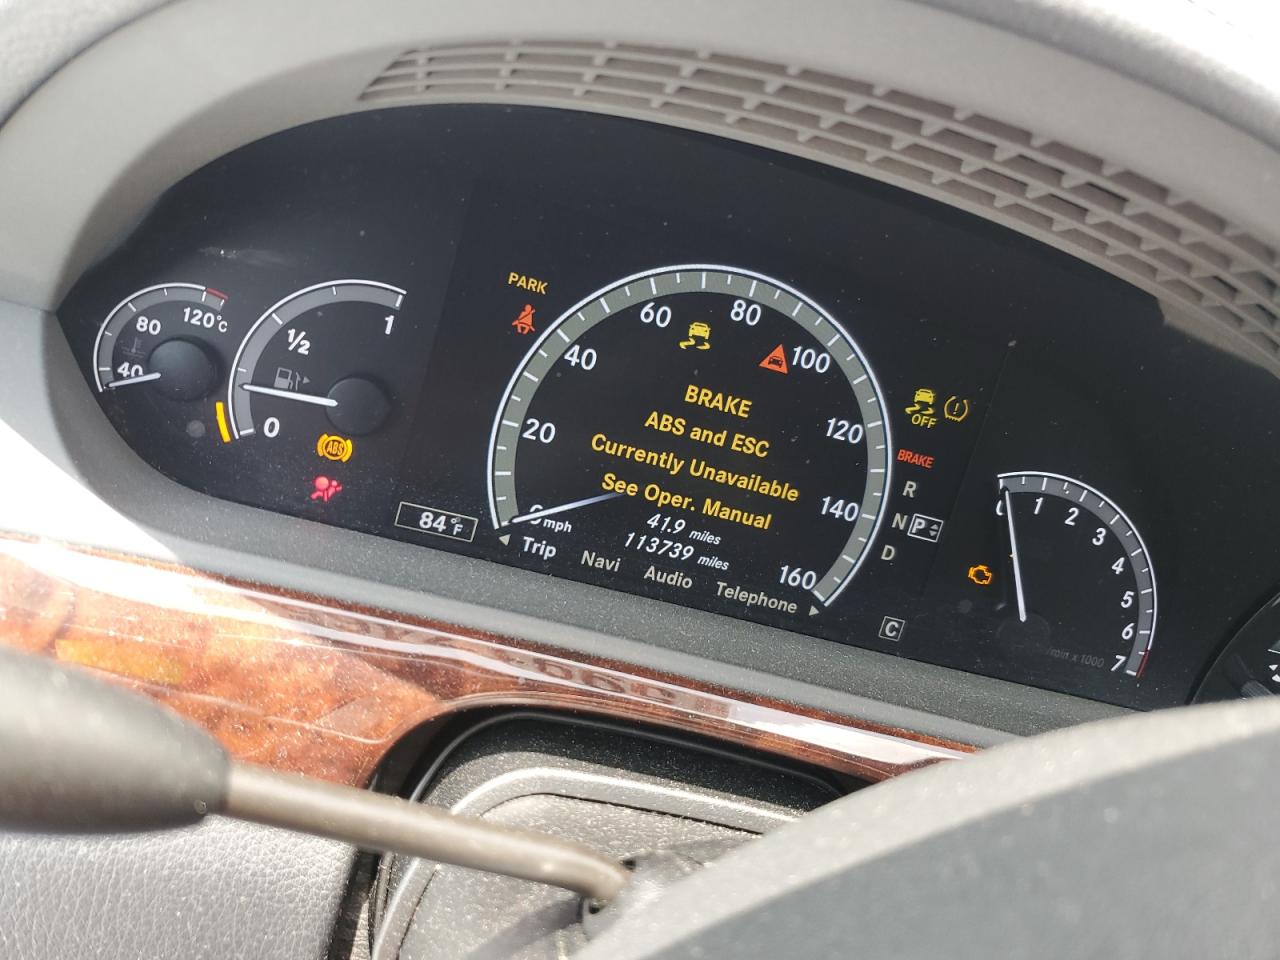 120°C
80
40
1
1/2
0
ABS
84°F
PARK
0 mph
20
40
60
80
100
120
140
160
BRAKE
ABS and ESC
Currently Unavailable
See Oper. Manual
41.9 miles
113739 miles
Trip
Navi
Audio
Telephone
OFF
BRAKE
R
N P
D
C
1
2
3
4
5
6
7
/min x 1000